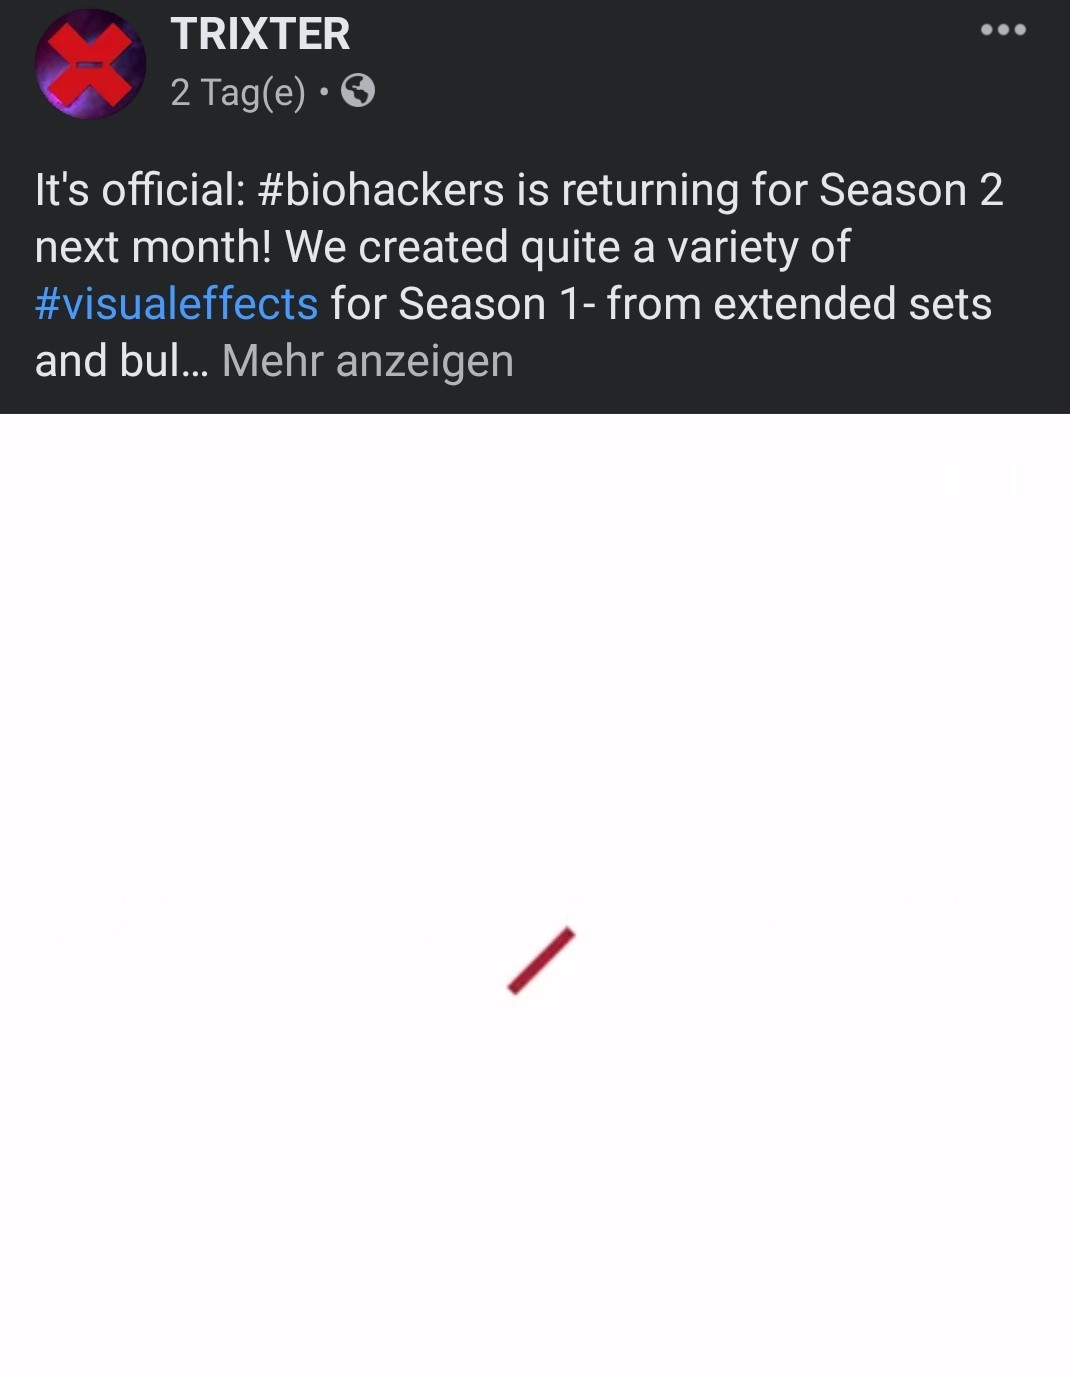 TRIXTER
2 Tag(e) •
It's official: #biohackers is returning for Season 2
next month! We created quite a variety of
#visualeffects for Season 1- from extended sets
and bul... Mehr anzeigen